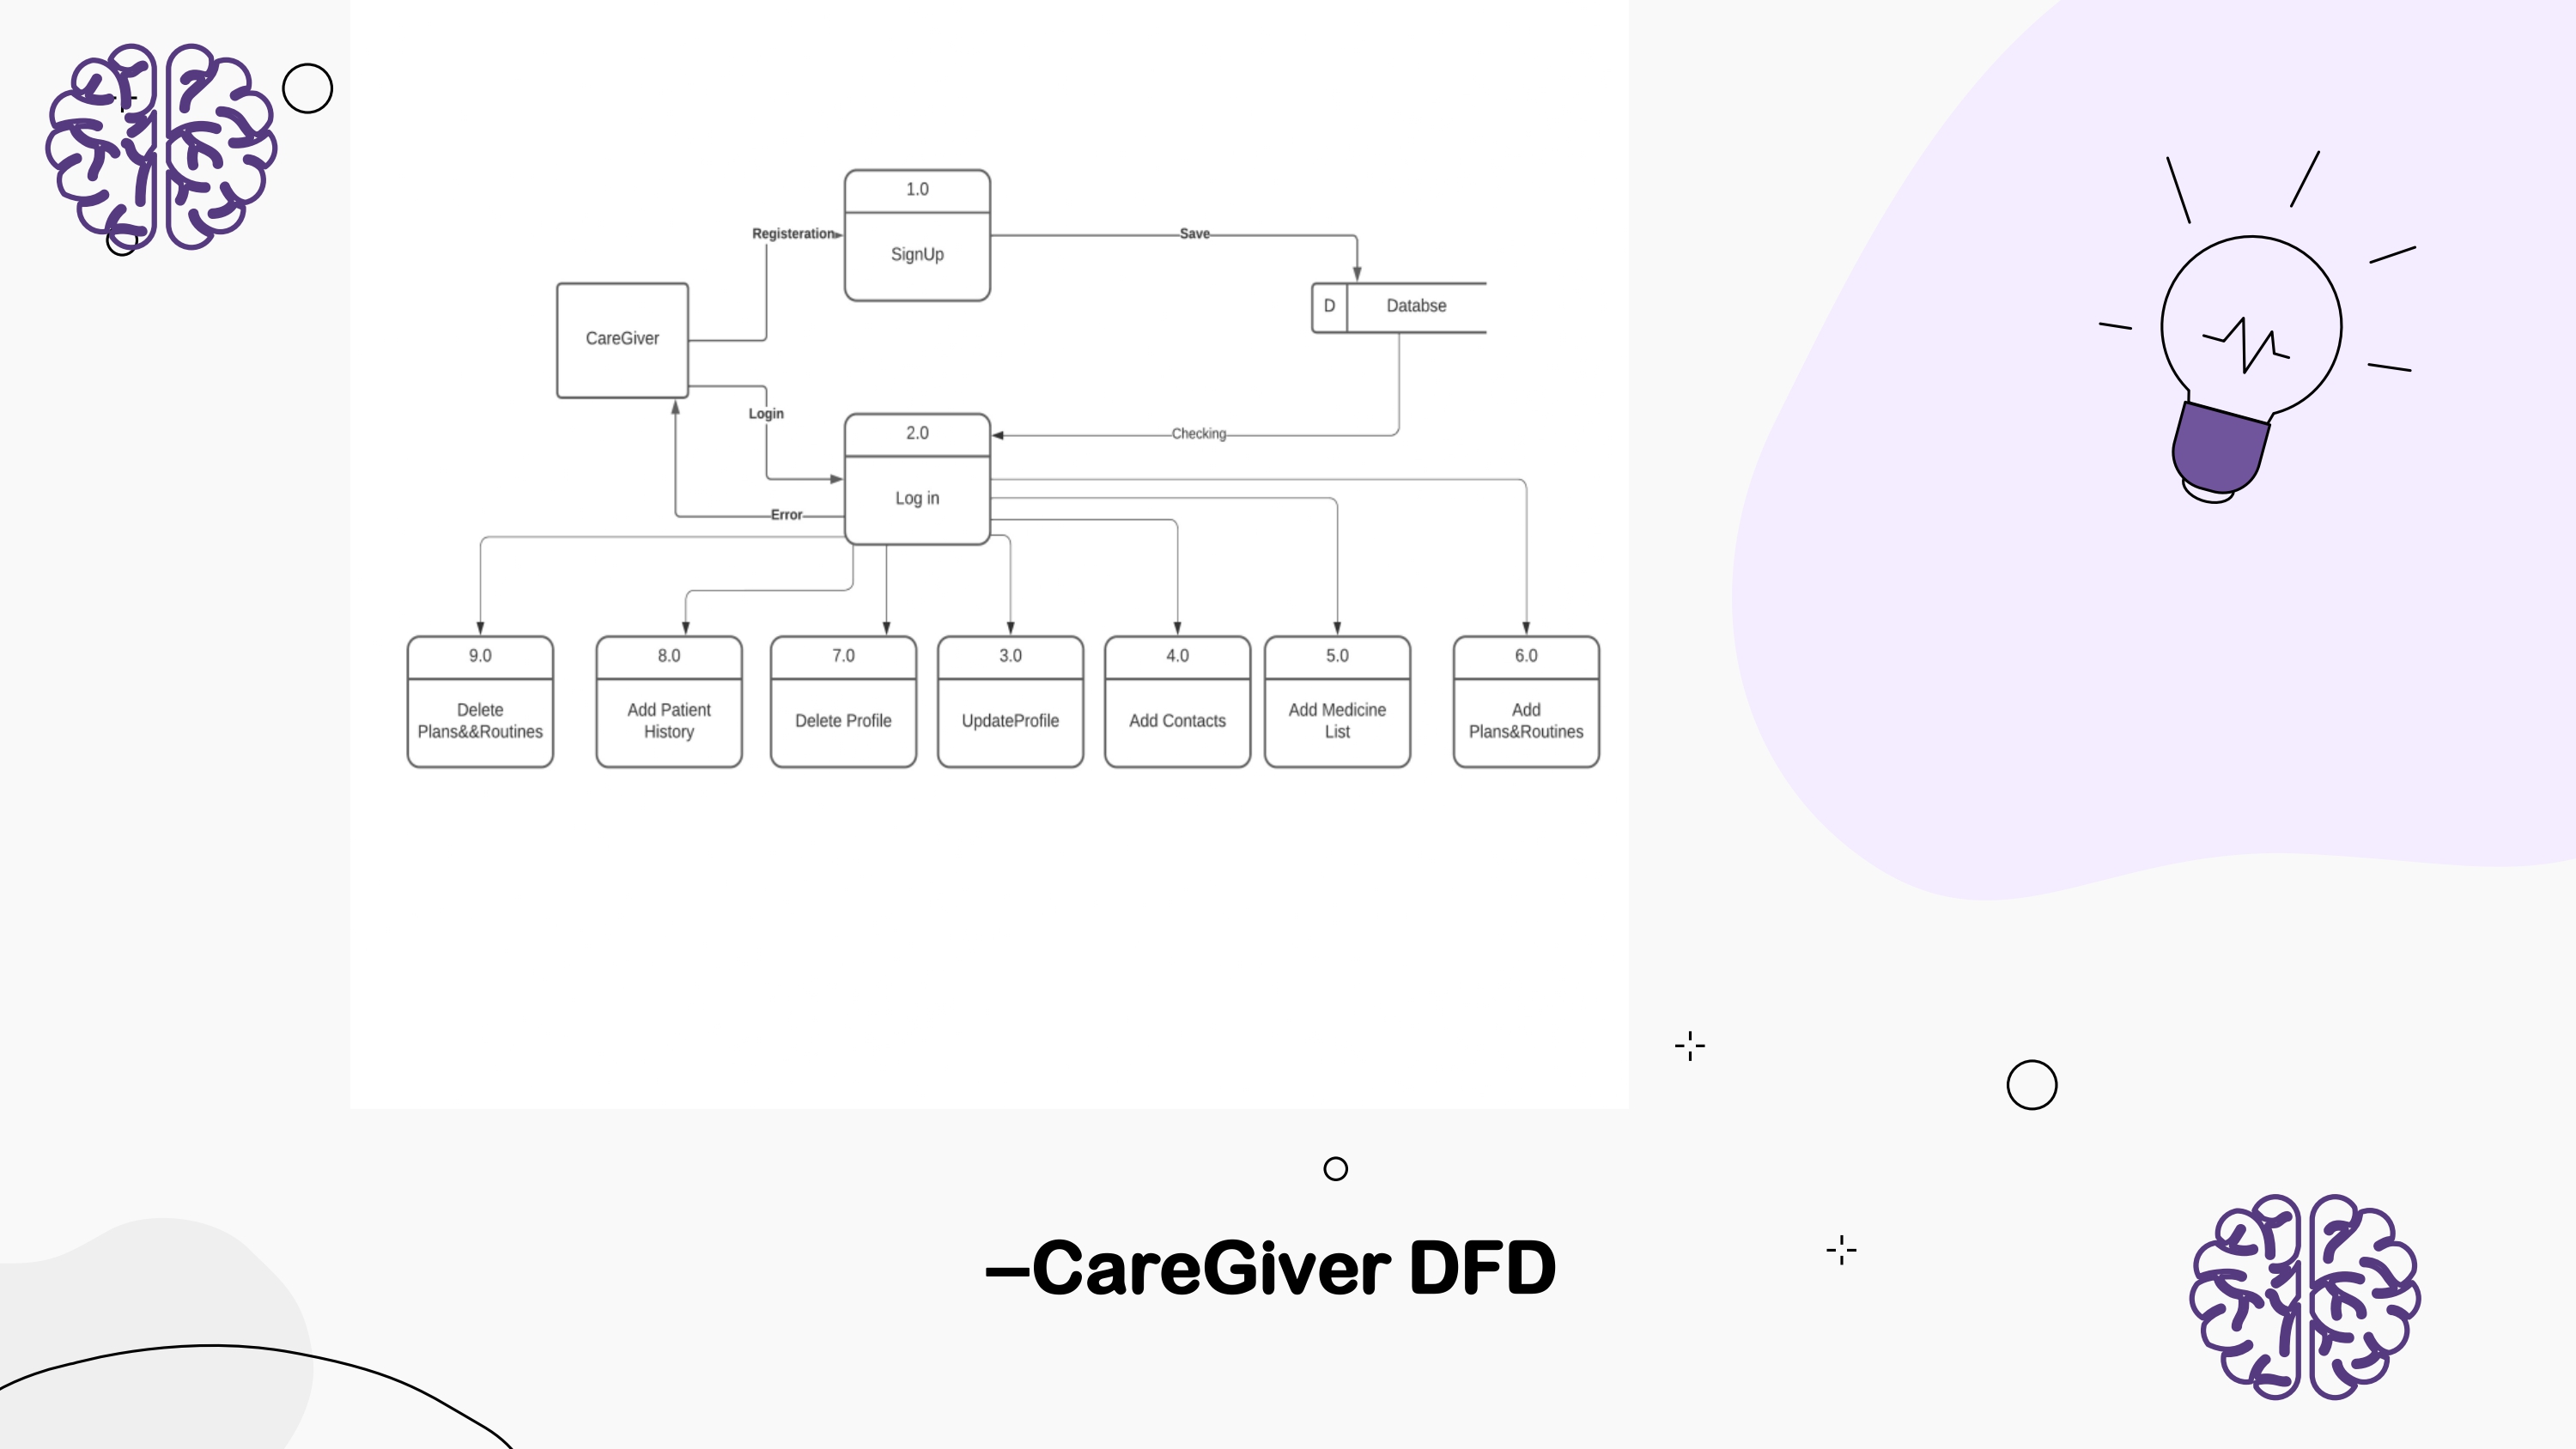 1.0
SignUp
Registeration
Save
CareGiver
D
Databse
Login
2.0
Log in
Checking
Error
9.0
Delete
Plans&&Routines
8.0
Add Patient
History
7.0
Delete Profile
3.0
UpdateProfile
4.0
Add Contacts
5.0
Add Medicine
List
6.0
Add
Plans&Routines
–CareGiver DFD